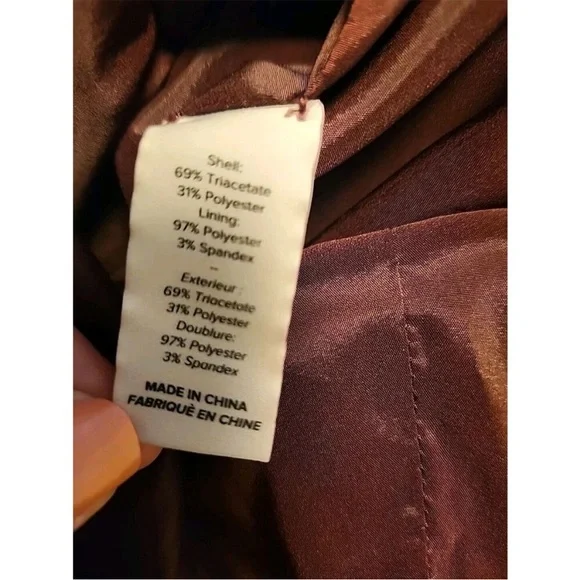 Shell:
69% Triacetate
31% Polyester
Lining:
97% Polyester
3% Spandex
--
Exterieur :
69% Triacetate
31% Polyester
Doublure:
97% Polyester
3% Spandex
MADE IN CHINA
FABRIQUÈ EN CHINE